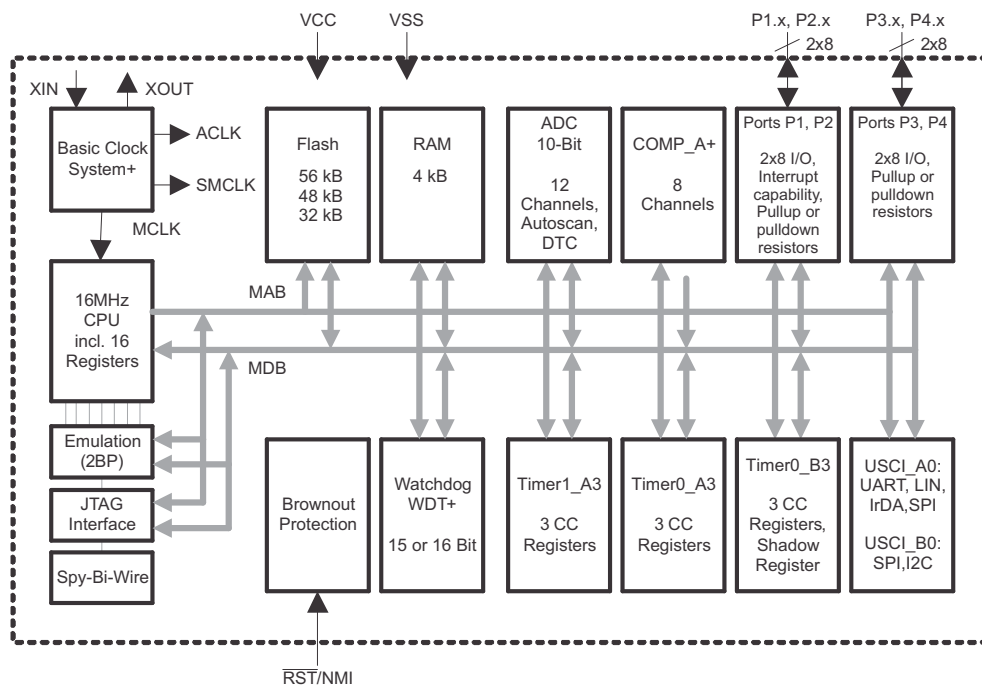 VCC
VSS
P1.x, P2.x
2x8
P3.x, P4.x
2x8
XIN
XOUT
Basic Clock
System+
ACLK
SMCLK
MCLK
Flash
56 kB
48 kB
32 kB
RAM
4 kB
ADC
10-Bit
12
Channels,
Autoscan,
DTC
COMP_A+
8
Channels
Ports P1, P2
2x8 I/O,
Interrupt
capability,
Pullup or
pulldown
resistors
Ports P3, P4
2x8 I/O,
Pullup or
pulldown
resistors
16MHz
CPU
incl. 16
Registers
MAB
MDB
Emulation
(2BP)
JTAG
Interface
Spy-Bi-Wire
Brownout
Protection
Watchdog
WDT+
15 or 16 Bit
Timer1_A3
3 CC
Registers
Timer0_A3
3 CC
Registers
Timer0_B3
3 CC
Registers,
Shadow
Register
USCI_A0:
UART, LIN,
IrDA,SPI
USCI_B0:
SPI,I2C
RST/NMI